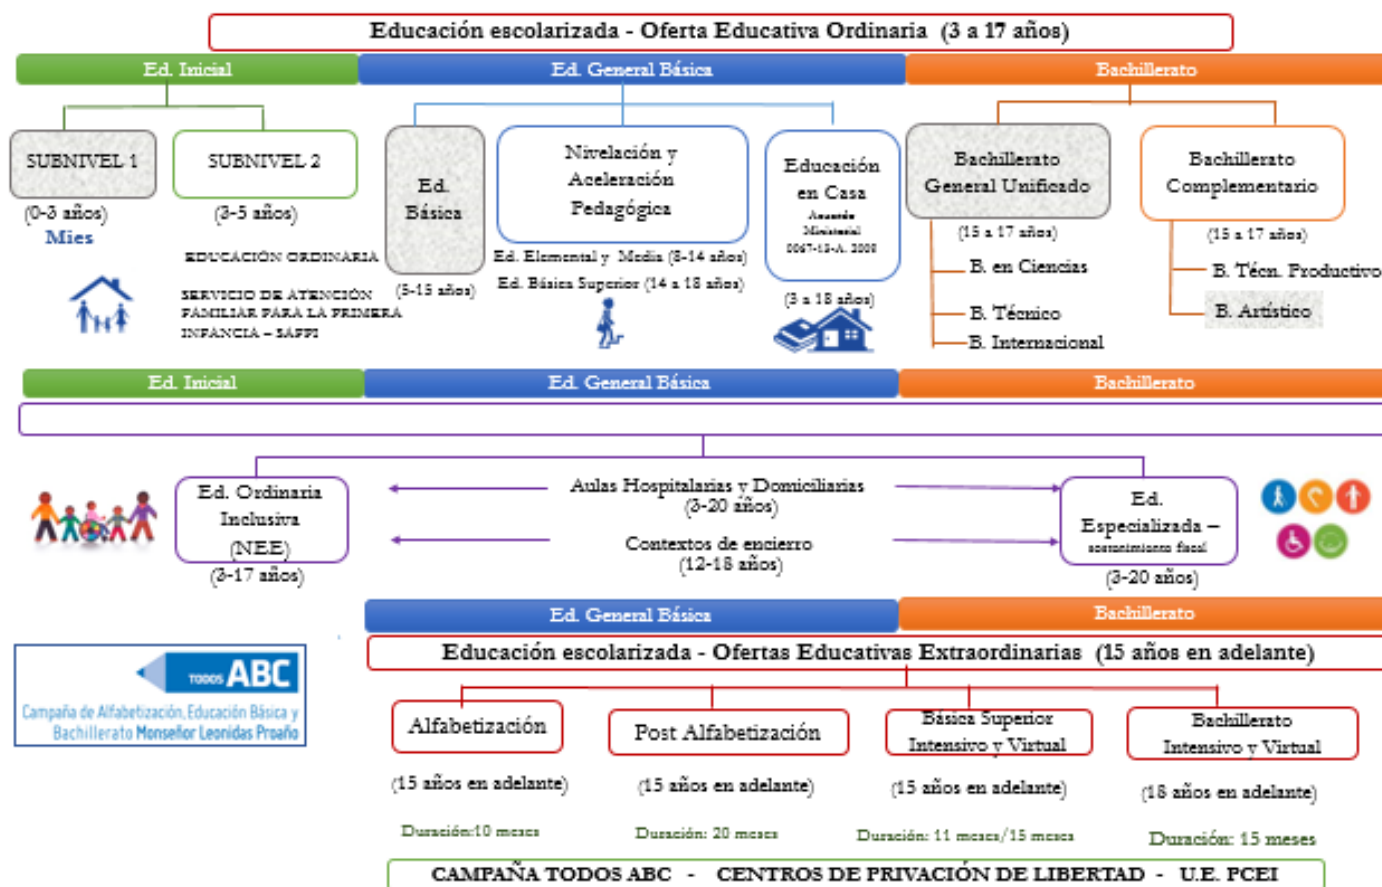 Educación escolarizada - Oferta Educativa Ordinaria (3 a 17 años)
Ed. Inicial
Ed. General Básica
Bachillerato
SUBNIVEL 1
(0-3 años)
Mies
SUBNIVEL 2
(3-5 años)
EDUCACIÓN ORDINARIA
SERVICIO DE ATENCIÓN
FAMILIAR PARA LA PRIMERA
INFANCIA – SAFPI
Ed.
Básica
(5-15 años)
Nivelación y
Aceleración
Pedagógica
Ed. Elemental y Media (8-14 años)
Ed. Básica Superior (14 a 18 años)
Educación
en Casa
Acuerdo
Ministerial
0067-13-A. 2009
(3 a 18 años)
Bachillerato
General Unificado
(15 a 17 años)
B. en Ciencias
B. Técnico
B. Internacional
Bachillerato
Complementario
(15 a 17 años)
B. Técn. Productivo
B. Artístico
Ed. Inicial
Ed. General Básica
Bachillerato
Ed. Ordinaria
Inclusiva
(NEE)
(3-17 años)
Aulas Hospitalarias y Domiciliarias
(3-20 años)
Contextos de encierro
(12-18 años)
Ed.
Especializada –
sostenimiento fiscal
(3-20 años)
Ed. General Básica
Bachillerato
Educación escolarizada - Ofertas Educativas Extraordinarias (15 años en adelante)
TODOS ABC
Campaña de Alfabetización, Educación Básica y
Bachillerato Monseñor Leonidas Proaño
Alfabetización
(15 años en adelante)
Duración:10 meses
Post Alfabetización
(15 años en adelante)
Duración: 20 meses
Básica Superior
Intensivo y Virtual
(15 años en adelante)
Duración: 11 meses/15 meses
Bachillerato
Intensivo y Virtual
(18 años en adelante)
Duración: 15 meses
CAMPAÑA TODOS ABC - CENTROS DE PRIVACIÓN DE LIBERTAD - U.E. PCEI